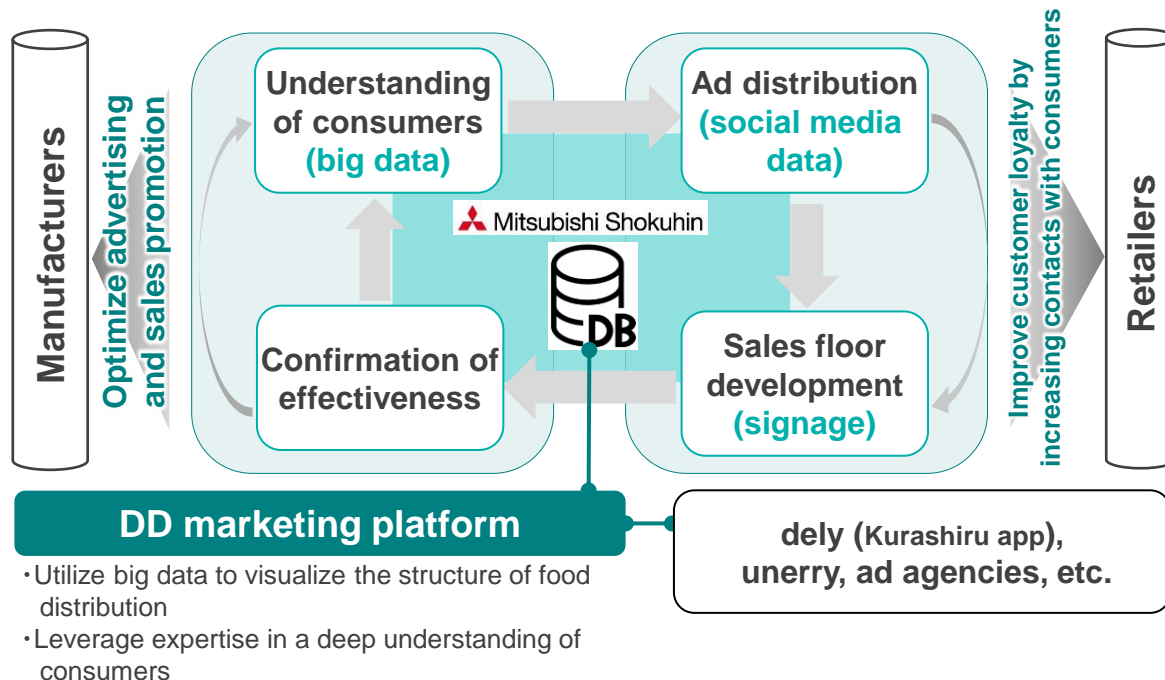 Manufacturers
Optimize advertising
and sales promotion
Understanding
of consumers
(big data)
Ad distribution
(social media
data)
Mitsubishi Shokuhin
DB
Confirmation of
effectiveness
Sales floor
development
(signage)
Improve customer loyalty by
increasing contacts with consumers
Retailers
DD marketing platform
・Utilize big data to visualize the structure of food
distribution
・Leverage expertise in a deep understanding of
consumers
dely (Kurashiru app),
unerry, ad agencies, etc.